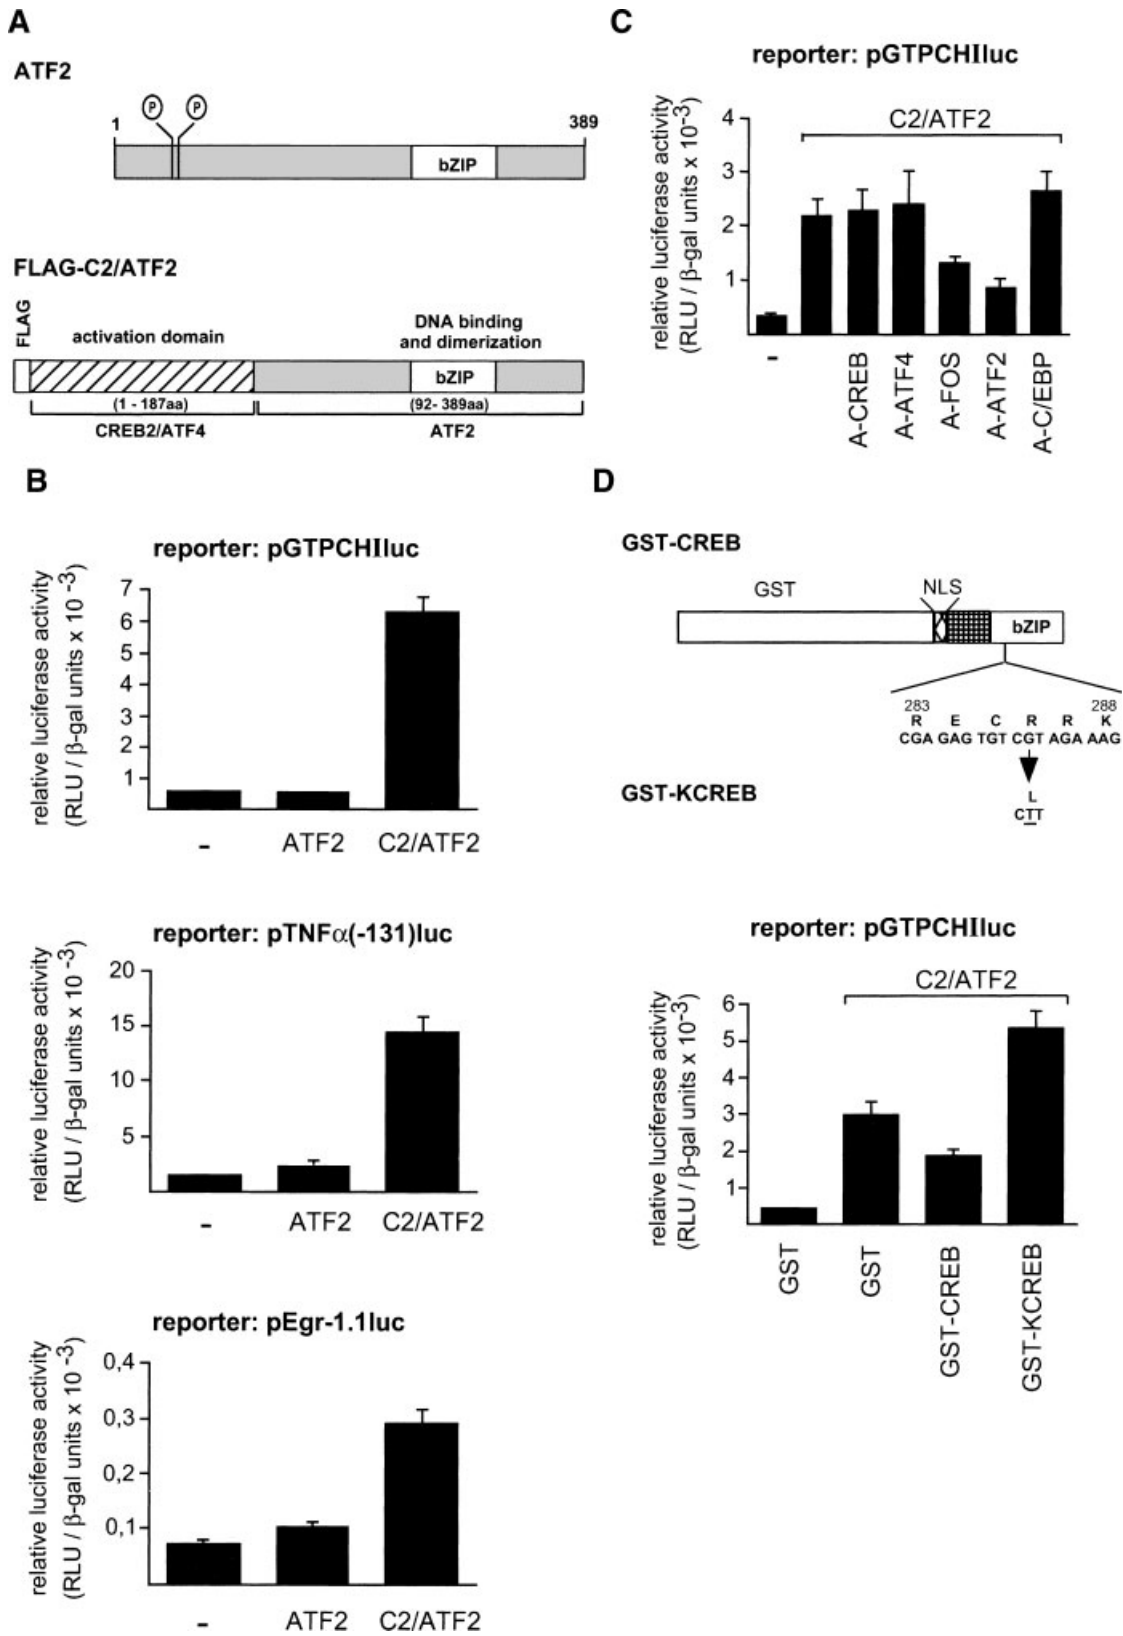 A
ATF2
P P
1 389
bZIP
FLAG-C2/ATF2
FLAG
activation domain
DNA binding
and dimerization
bZIP
(1 - 187aa) (92- 389aa)
CREB2/ATF4 ATF2
B
reporter: pGTPCHIluc
relative luciferase activity
(RLU / β-gal units x 10 -3)
7
6
5
4
3
2
1
- ATF2 C2/ATF2
reporter: pTNFα(-131)luc
relative luciferase activity
(RLU / β-gal units x 10 -3)
20
15
10
5
- ATF2 C2/ATF2
reporter: pEgr-1.1luc
relative luciferase activity
(RLU / β-gal units x 10 -3)
0,4
0,3
0,2
0,1
- ATF2 C2/ATF2
C
reporter: pGTPCHIluc
relative luciferase activity
(RLU / β-gal units x 10-3)
C2/ATF2
4
3
2
1
-
A-CREB
A-ATF4
A-FOS
A-ATF2
A-C/EBP
D
GST-CREB
GST NLS
bZIP
283 288
R E C R R K
CGA GAG TGT CGT AGA AAG
GST-KCREB
L
CTT
reporter: pGTPCHIluc
relative luciferase activity
(RLU / β-gal units x 10-3)
C2/ATF2
6
5
4
3
2
1
GST
GST
GST-CREB
GST-KCREB